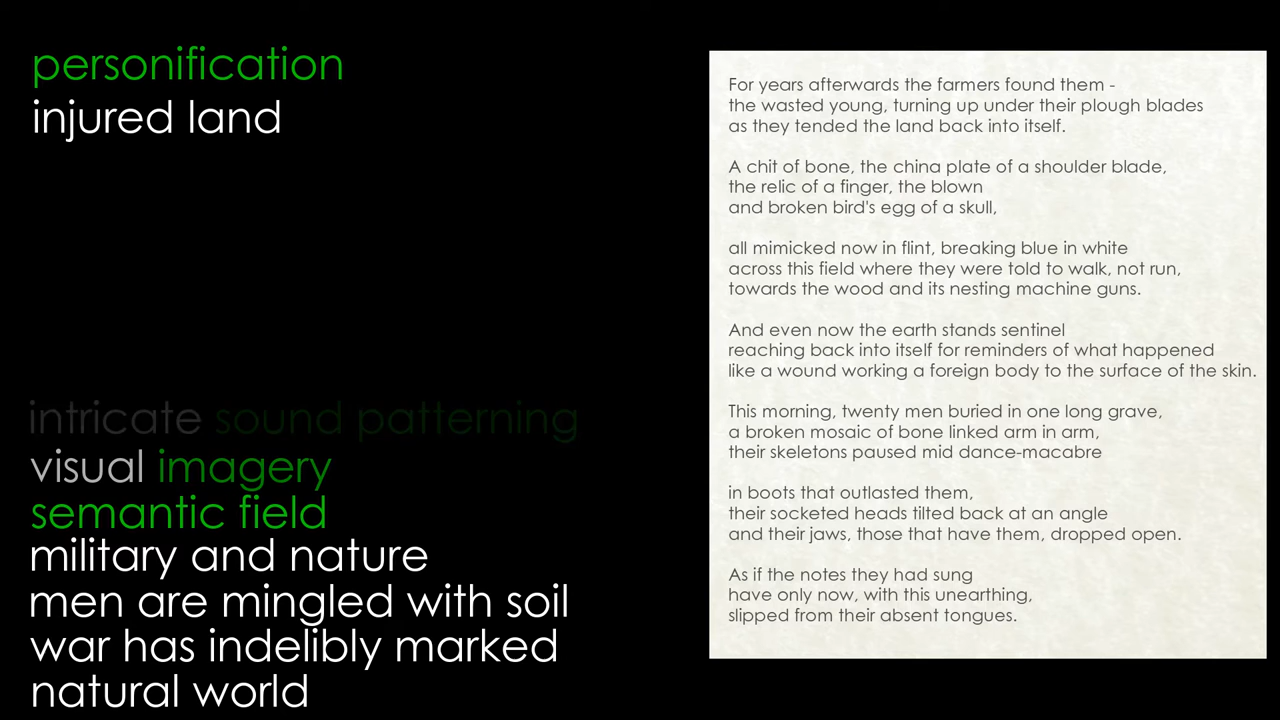 personification
injured land
intricate sound patterning
visual imagery
semantic field
military and nature
men are mingled with soil
war has indelibly marked
natural world
For years afterwards the farmers found them -
the wasted young, turning up under their plough blades
as they tended the land back into itself.
A chit of bone, the china plate of a shoulder blade,
the relic of a finger, the blown
and broken bird's egg of a skull,
all mimicked now in flint, breaking blue in white
across this field where they were told to walk, not run,
towards the wood and its nesting machine guns.
And even now the earth stands sentinel
reaching back into itself for reminders of what happened
like a wound working a foreign body to the surface of the skin.
This morning, twenty men buried in one long grave,
a broken mosaic of bone linked arm in arm,
their skeletons paused mid dance-macabre
in boots that outlasted them,
their socketed heads tilted back at an angle
and their jaws, those that have them, dropped open.
As if the notes they had sung
have only now, with this unearthing,
slipped from their absent tongues.